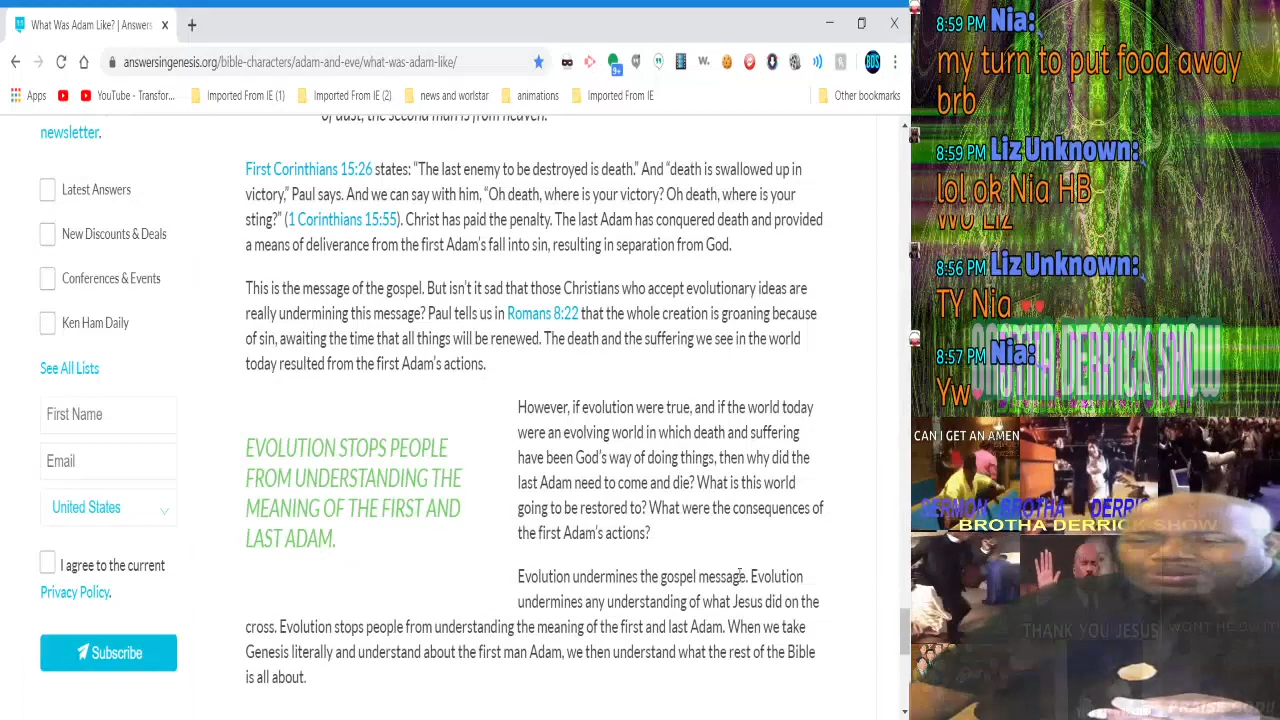 What Was Adam Like? | Answers
answersingenesis.org/bible-characters/adam-and-eve/what-was-adam-like/
9+
w.
BDS
Apps
YouTube - Transfor...
Imported From IE (1)
Imported From IE (2)
news and worlstar
animations
Imported From IE
Other bookmarks
newsletter.
Latest Answers
New Discounts & Deals
Conferences & Events
Ken Ham Daily
See All Lists
First Name
Email
United States
I agree to the current
Privacy Policy.
Subscribe
of dust, the second man is from heaven.
First Corinthians 15:26 states: “The last enemy to be destroyed is death.” And “death is swallowed up in
victory,” Paul says. And we can say with him, “Oh death, where is your victory? Oh death, where is your
sting?” (1 Corinthians 15:55). Christ has paid the penalty. The last Adam has conquered death and provided
a means of deliverance from the first Adam’s fall into sin, resulting in separation from God.
This is the message of the gospel. But isn’t it sad that those Christians who accept evolutionary ideas are
really undermining this message? Paul tells us in Romans 8:22 that the whole creation is groaning because
of sin, awaiting the time that all things will be renewed. The death and the suffering we see in the world
today resulted from the first Adam’s actions.
EVOLUTION STOPS PEOPLE
FROM UNDERSTANDING THE
MEANING OF THE FIRST AND
LAST ADAM.
However, if evolution were true, and if the world today
were an evolving world in which death and suffering
have been God’s way of doing things, then why did the
last Adam need to come and die? What is this world
going to be restored to? What were the consequences of
the first Adam’s actions?
Evolution undermines the gospel message. Evolution
undermines any understanding of what Jesus did on the
cross. Evolution stops people from understanding the meaning of the first and last Adam. When we take
Genesis literally and understand about the first man Adam, we then understand what the rest of the Bible
is all about.
8:59 PM Nia:
my turn to put food away
brb
8:59 PM Liz Unknown:
lol ok Nia HB
WB Liz
8:56 PM Liz Unknown:
TY Nia
8:57 PM Nia:
Yw
BROTHA DERRICK SHOW
CAN I GET AN AMEN
SERMON BROTHA DERRIC
BROTHA DERRICK SHOW
THANK YOU JESUS
I WONT BE QUIET
PRAISE GOD!!